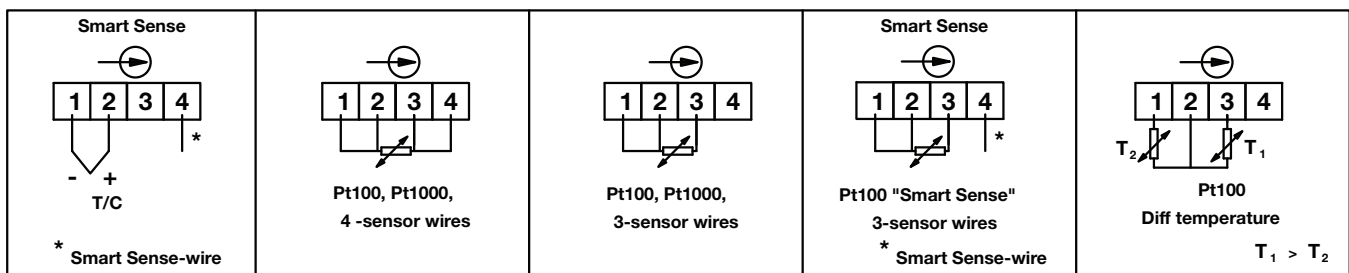 Smart Sense
1 2 3 4
*
- +
T/C
* Smart Sense-wire
1 2 3 4
Pt100, Pt1000,
4 -sensor wires
1 2 3 4
Pt100, Pt1000,
3-sensor wires
Smart Sense
1 2 3 4
*
Pt100 "Smart Sense"
3-sensor wires
* Smart Sense-wire
1 2 3 4
T₂ T₁
Pt100
Diff temperature
T₁ > T₂